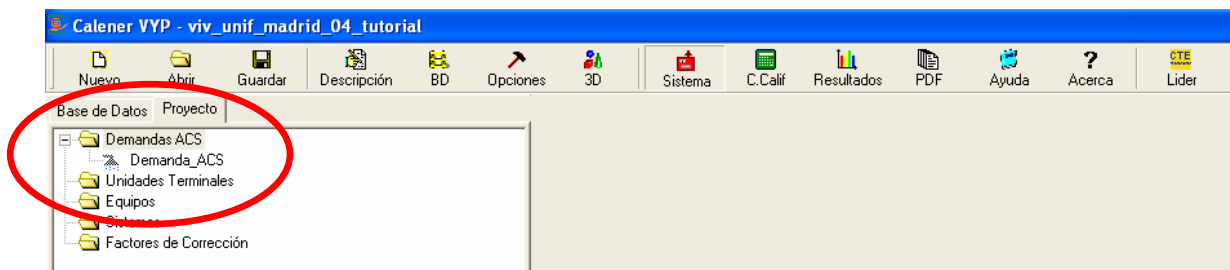 Calener VYP - viv_unif_madrid_04_tutorial
CTE
Nuevo Abrir Guardar Descripción BD Opciones 3D Sistema C.Calif Resultados PDF Ayuda Acerca Lider
Base de Datos Proyecto
Demandas ACS
Demanda_ACS
Unidades Terminales
Equipos
Sistemas
Factores de Corrección